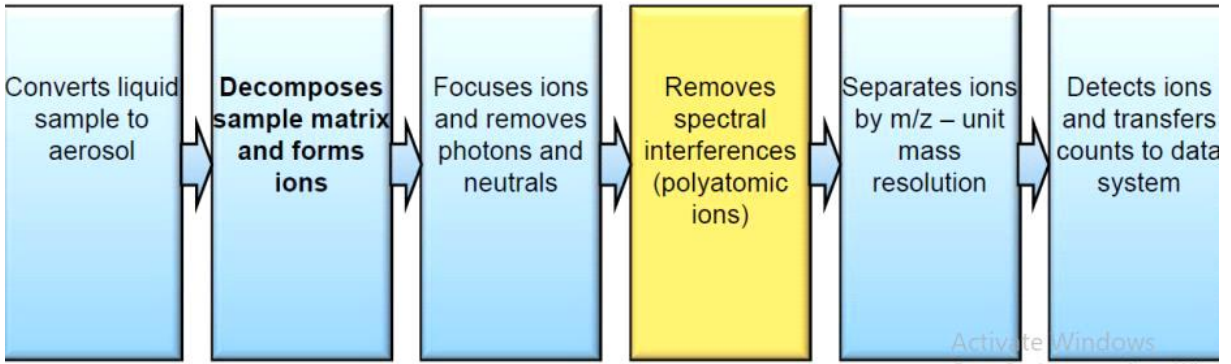 Converts liquid
sample to
aerosol
Decomposes
sample matrix
and forms
ions
Focuses ions
and removes
photons and
neutrals
Removes
spectral
interferences
(polyatomic
ions)
Separates ions
by m/z – unit
mass
resolution
Detects ions
and transfers
counts to data
system
Activate Windows